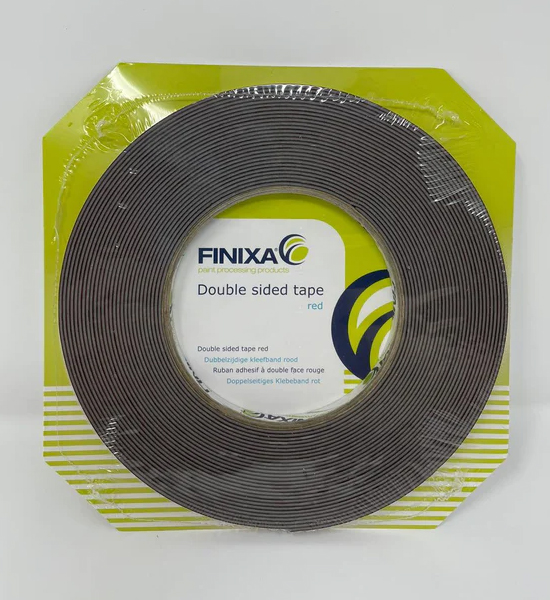 FINIXA
paint processing products
Double sided tape
red
Double sided tape red
Dubbelzijdige kleefband rood
Ruban adhesif à double face rouge
Doppelseitiges Klebeband rot
FINIXA